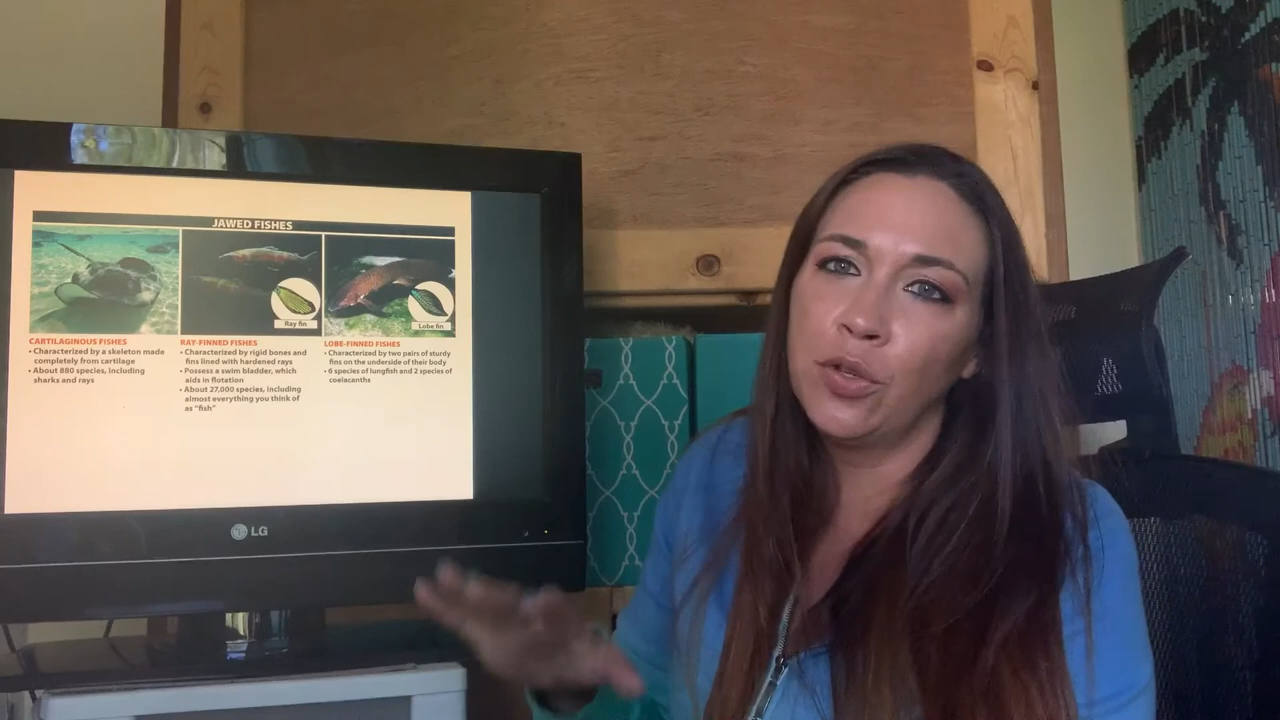 JAWED FISHES
Ray fin
Lobe fin
CARTILAGINOUS FISHES
• Characterized by a skeleton made
completely from cartilage
• About 880 species, including
sharks and rays
RAY-FINNED FISHES
• Characterized by rigid bones and
fins lined with hardened rays
• Possess a swim bladder, which
aids in flotation
• About 27,000 species, including
almost everything you think of
as “fish”
LOBE-FINNED FISHES
• Characterized by two pairs of sturdy
fins on the underside of their body
• 6 species of lungfish and 2 species of
coelacanths
LG